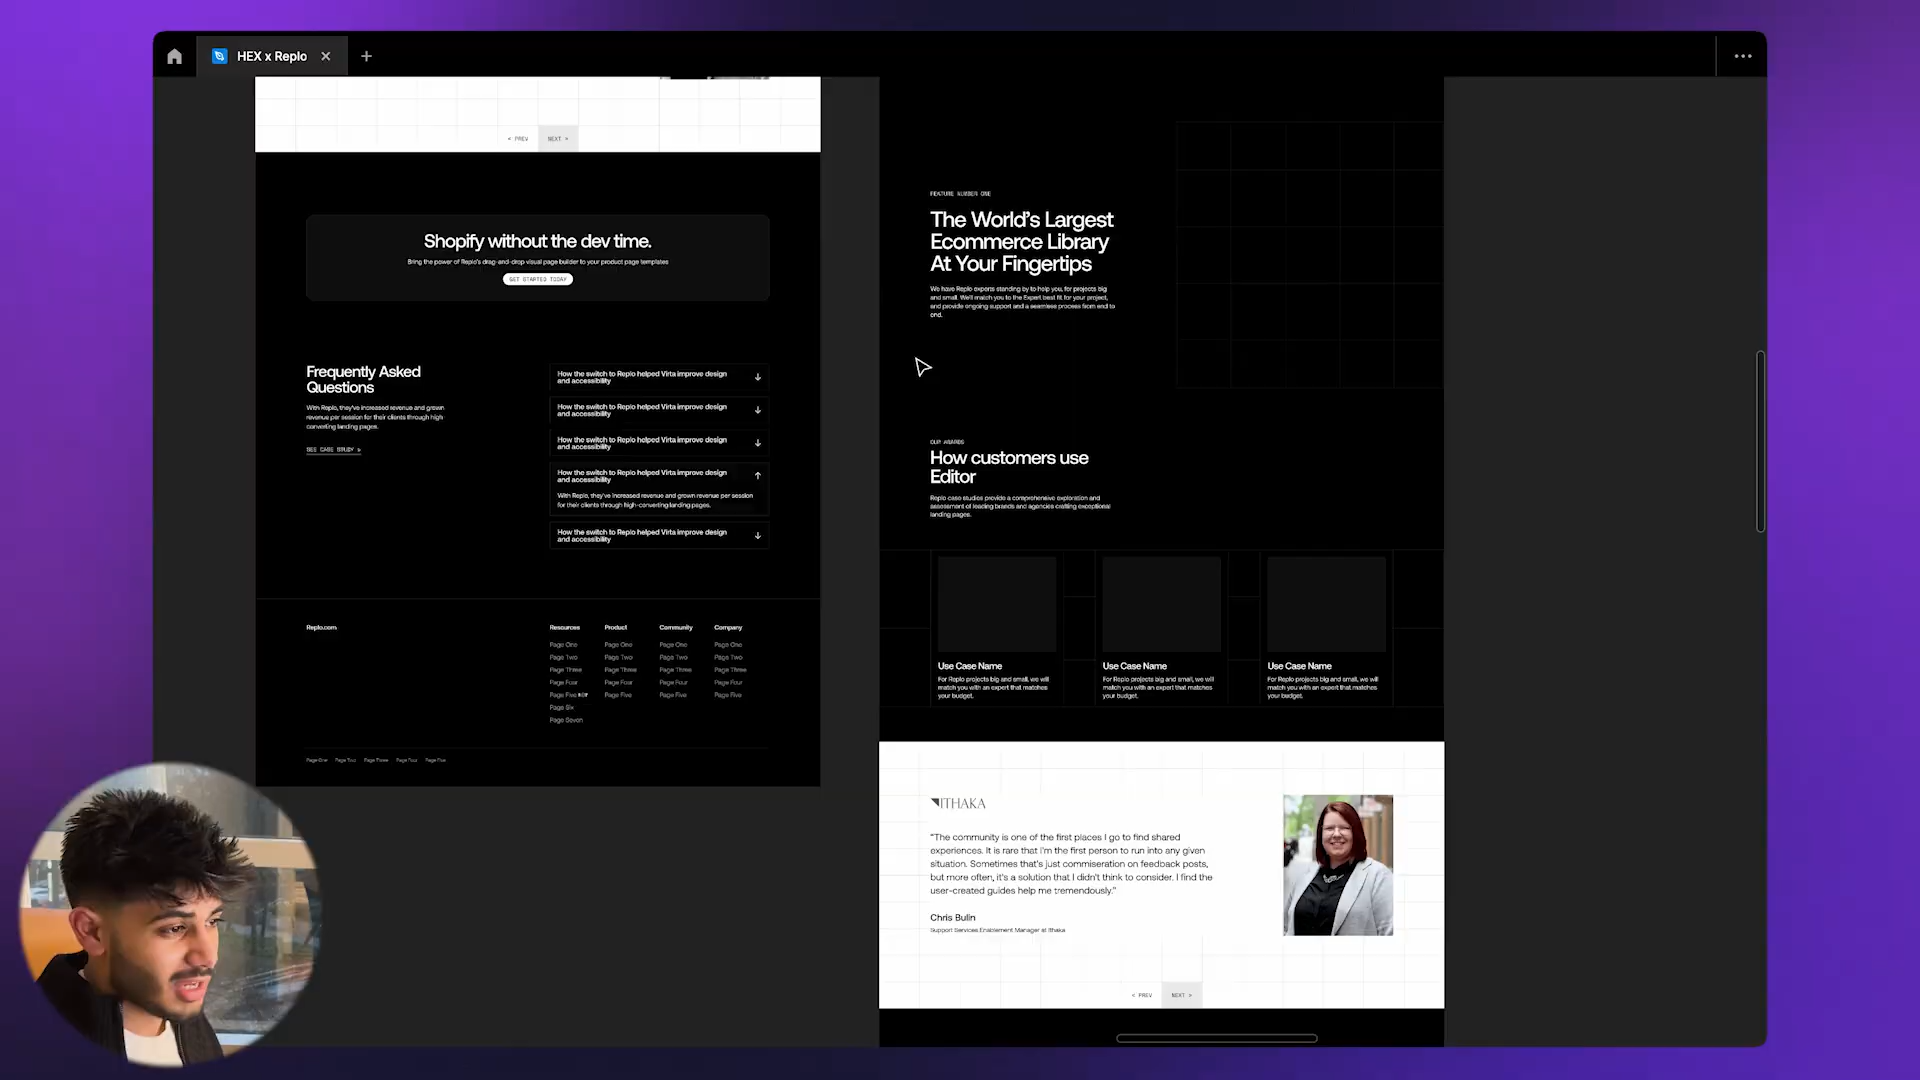 HEX x Replo
< PREV
NEXT >
Shopify without the dev time.
Bring the power of Replo's drag-and-drop visual page builder to your product page templates
GET STARTED TODAY
Frequently Asked
Questions
With Replo, they've increased revenue and grown
revenue per session for their clients through high
converting landing pages.
SEE CASE STUDY >
How the switch to Replo helped Virta improve design
and accessibility
How the switch to Replo helped Virta improve design
and accessibility
How the switch to Replo helped Virta improve design
and accessibility
How the switch to Replo helped Virta improve design
and accessibility
With Replo, they've increased revenue and grown revenue per session
for their clients through high-converting landing pages.
How the switch to Replo helped Virta improve design
and accessibility
Replo.com
Resources
Page One
Page Two
Page Three
Page Four
Page Five
Page Six
Page Seven
Product
Page One
Page Two
Page Three
Page Four
Page Five
Community
Page One
Page Two
Page Three
Page Four
Page Five
Company
Page One
Page Two
Page Three
Page Four
Page Five
Page One Page Two Page Three Page Four Page Five
FEATURE NUMBER ONE
The World's Largest
Ecommerce Library
At Your Fingertips
We have Replo experts standing by to help you, for projects big
and small. We'll match you to the Expert best fit for your project,
and provide ongoing support and a seamless process from end to
end.
OUR AWARDS
How customers use
Editor
Replo case studies provide a comprehensive exploration and
assessment of leading brands and agencies crafting exceptional
landing pages.
Use Case Name
For Replo projects big and small, we will
match you with an expert that matches
your budget.
Use Case Name
For Replo projects big and small, we will
match you with an expert that matches
your budget.
Use Case Name
For Replo projects big and small, we will
match you with an expert that matches
your budget.
ITHAKA
"The community is one of the first places I go to find shared
experiences. It is rare that I'm the first person to run into any given
situation. Sometimes that's just commiseration on feedback posts,
but more often, it's a solution that I didn't think to consider. I find the
user-created guides help me tremendously."
Chris Bulin
Support Services Enablement Manager at Ithaka
< PREV
NEXT >